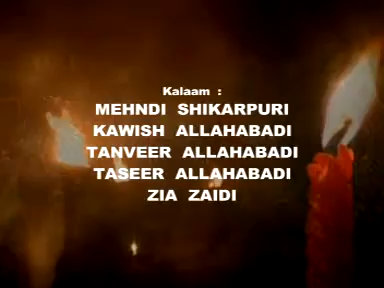 Kalaam :
MEHNDI SHIKARPURI
KAWISH ALLAHABADI
TANVEER ALLAHABADI
TASEER ALLAHABADI
ZIA ZAIDI